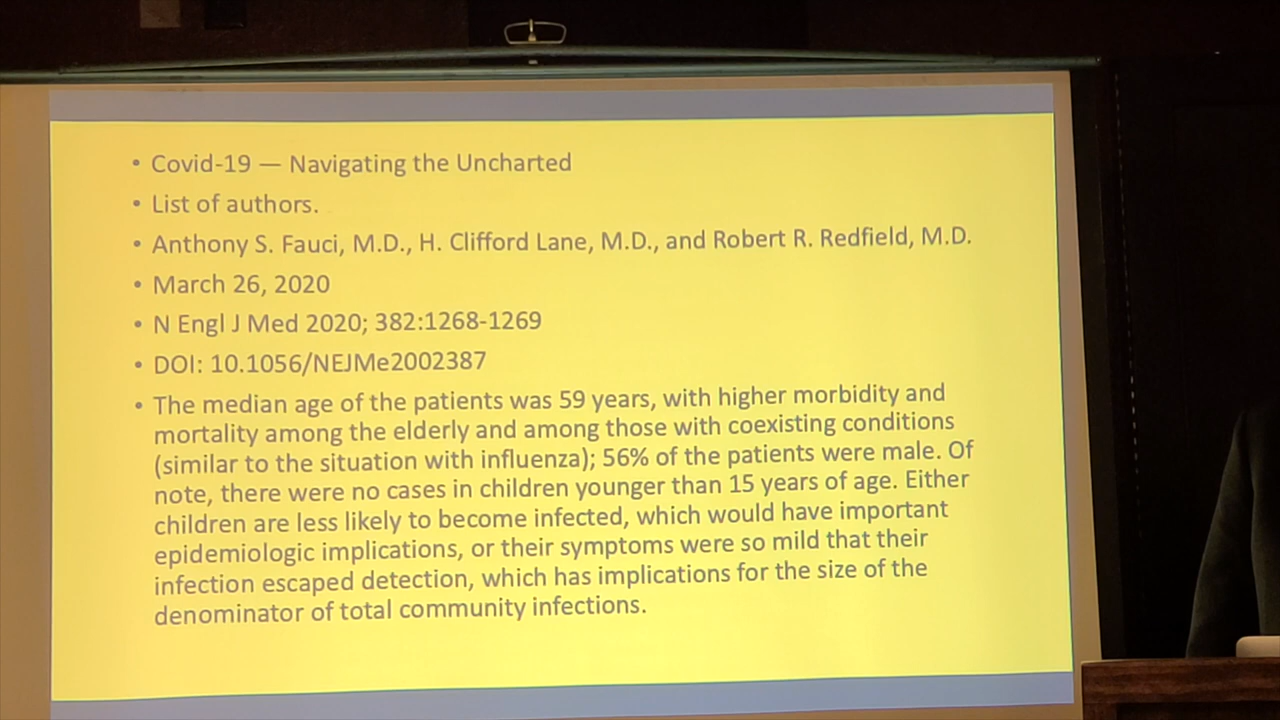 • Covid-19 — Navigating the Uncharted
• List of authors.
• Anthony S. Fauci, M.D., H. Clifford Lane, M.D., and Robert R. Redfield, M.D.
• March 26, 2020
• N Engl J Med 2020; 382:1268-1269
• DOI: 10.1056/NEJMe2002387
• The median age of the patients was 59 years, with higher morbidity and
mortality among the elderly and among those with coexisting conditions
(similar to the situation with influenza); 56% of the patients were male. Of
note, there were no cases in children younger than 15 years of age. Either
children are less likely to become infected, which would have important
epidemiologic implications, or their symptoms were so mild that their
infection escaped detection, which has implications for the size of the
denominator of total community infections.